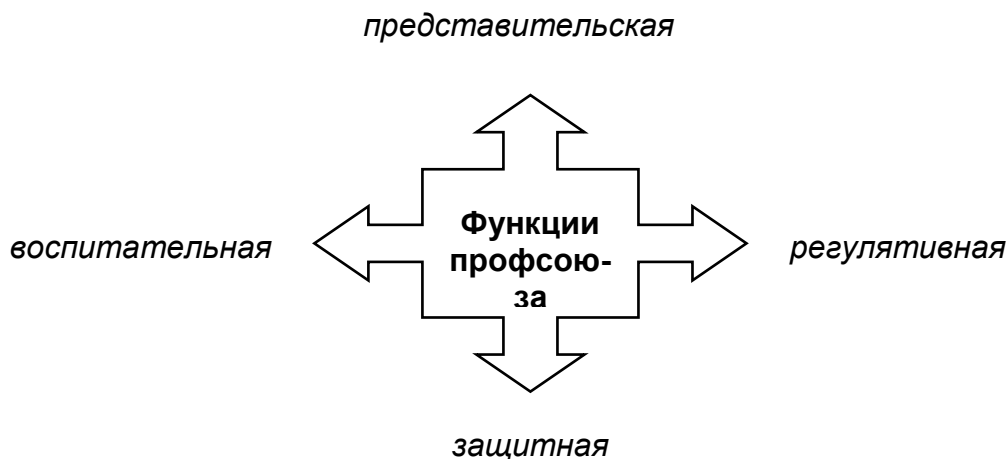 представительская
Функции
воспитательная
профсою-
регулятивная
за
защитная